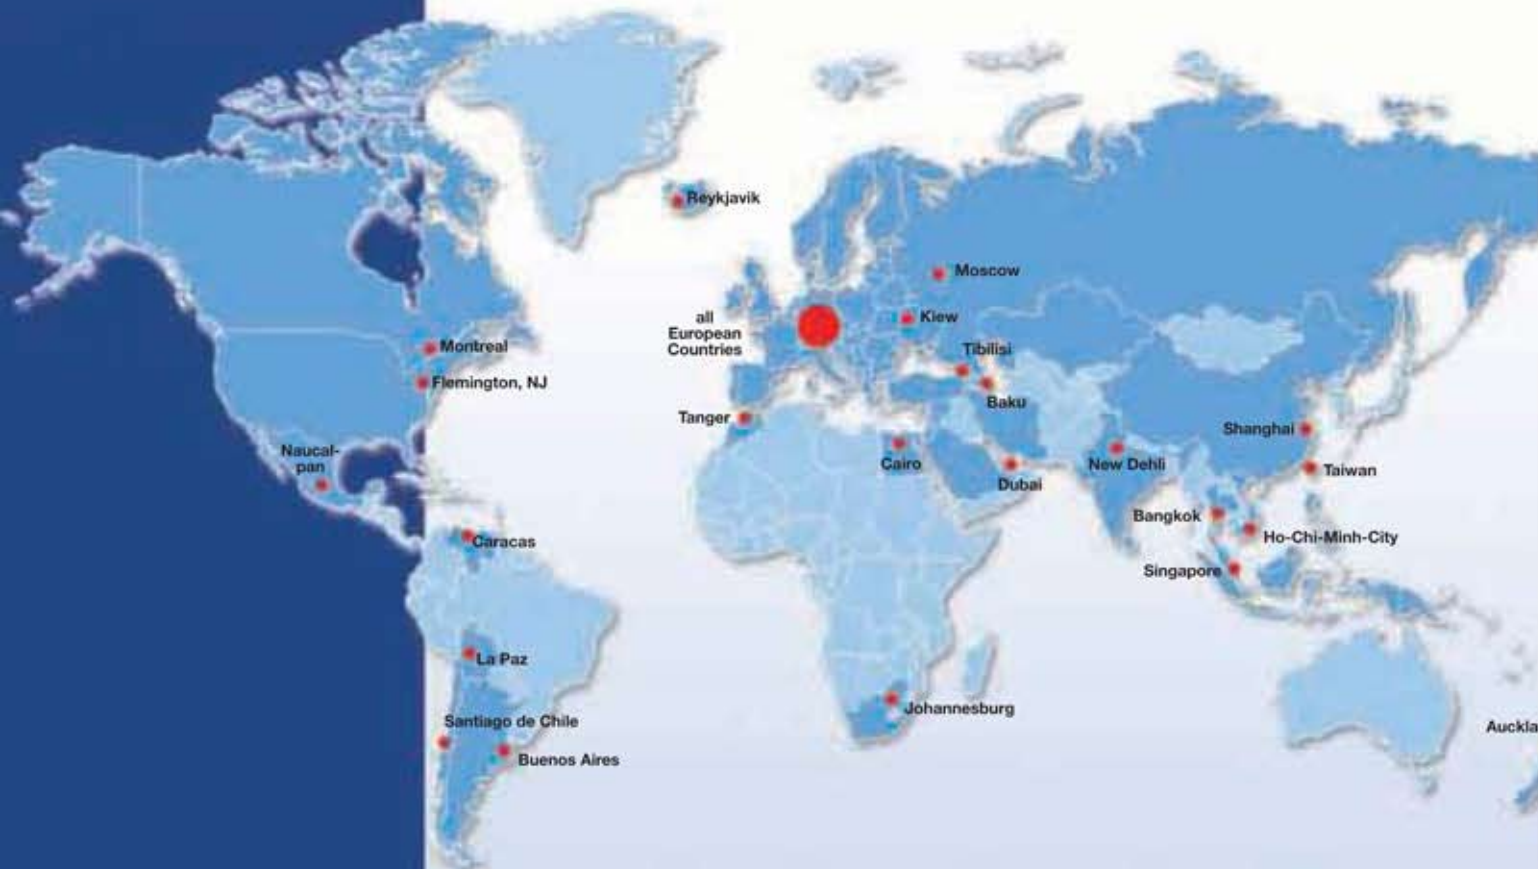 Reykjavik
Moscow
all
European
Countries
Kiew
Montreal
Tibilisi
Flemington, NJ
Baku
Tanger
Shanghai
Naucal-
pan
Cairo
New Dehli
Dubai
Taiwan
Bangkok
Ho-Chi-Minh-City
Caracas
Singapore
La Paz
Johannesburg
Santiago de Chile
Auckla
Buenos Aires